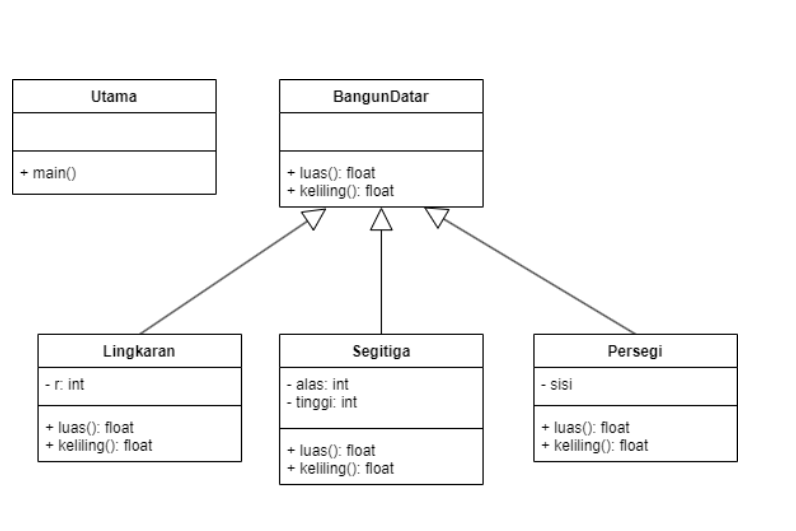 Utama
+ main()
BangunDatar
+ luas(): float
+ keliling(): float
Lingkaran
- r: int
+ luas(): float
+ keliling(): float
Segitiga
- alas: int
- tinggi: int
+ luas(): float
+ keliling(): float
Persegi
- sisi
+ luas(): float
+ keliling(): float